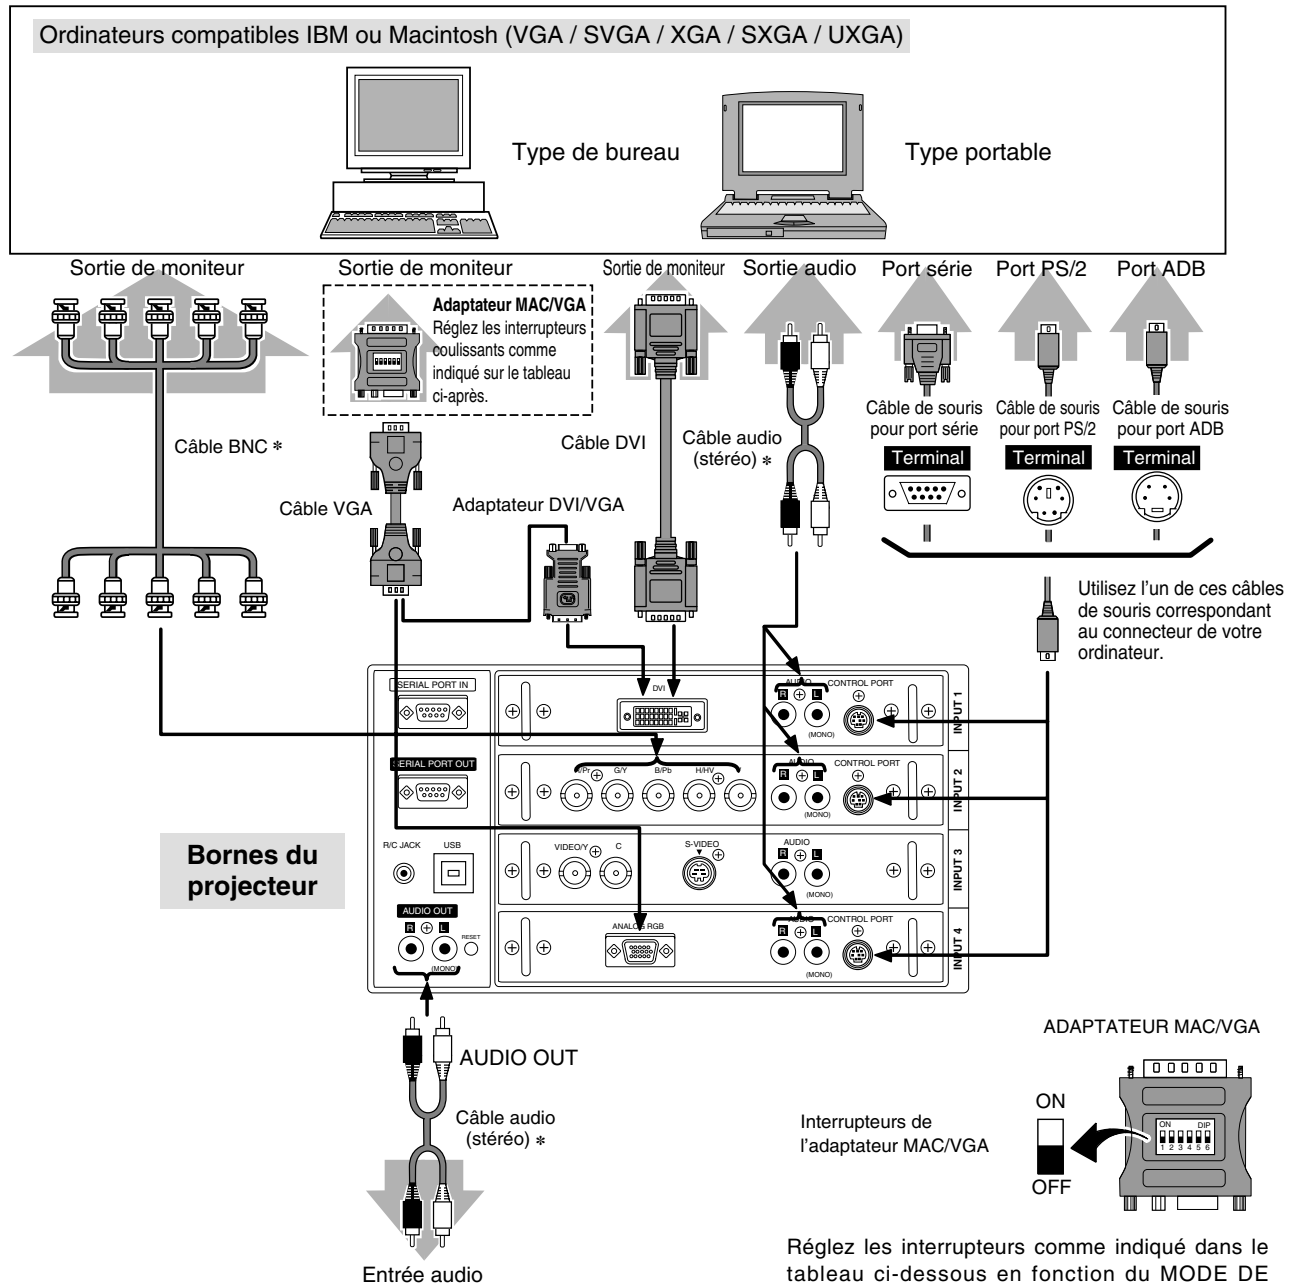 Ordinateurs compatibles IBM ou Macintosh (VGA / SVGA / XGA / SXGA / UXGA)
Type de bureau
Type portable
Sortie de moniteur
Sortie de moniteur
Sortie de moniteur
Sortie audio
Port série
Port PS/2
Port ADB
Adaptateur MAC/VGA
Réglez les interrupteurs
coulissants comme
indiqué sur le tableau
ci-après.
Câble BNC *
Câble VGA
Adaptateur DVI/VGA
Câble DVI
Câble audio
(stéréo) *
Câble de souris
pour port série
Câble de souris
pour port PS/2
Câble de souris
pour port ADB
Terminal
Terminal
Terminal
Utilisez l'un de ces câbles
de souris correspondant
au connecteur de votre
ordinateur.
SERIAL PORT IN
DVI
AUDIO
R L
(MONO)
CONTROL PORT
INPUT 1
SERIAL PORT OUT
G/Y
B/Pb
H/HV
AUDIO
R L
(MONO)
CONTROL PORT
INPUT 2
Bornes du
projecteur
R/C JACK
USB
VIDEO/Y
C
S-VIDEO
AUDIO
R L
(MONO)
INPUT 3
AUDIO OUT
R L
(MONO)
RESET
ANALOG RGB
AUDIO
R L
(MONO)
CONTROL PORT
INPUT 4
AUDIO OUT
Câble audio
(stéréo) *
Entrée audio
ADAPTATEUR MAC/VGA
Interrupteurs de
l'adaptateur MAC/VGA
ON
OFF
ON DIP
1 2 3 4 5 6
Réglez les interrupteurs comme indiqué dans le
tableau ci-dessous en fonction du MODE DE